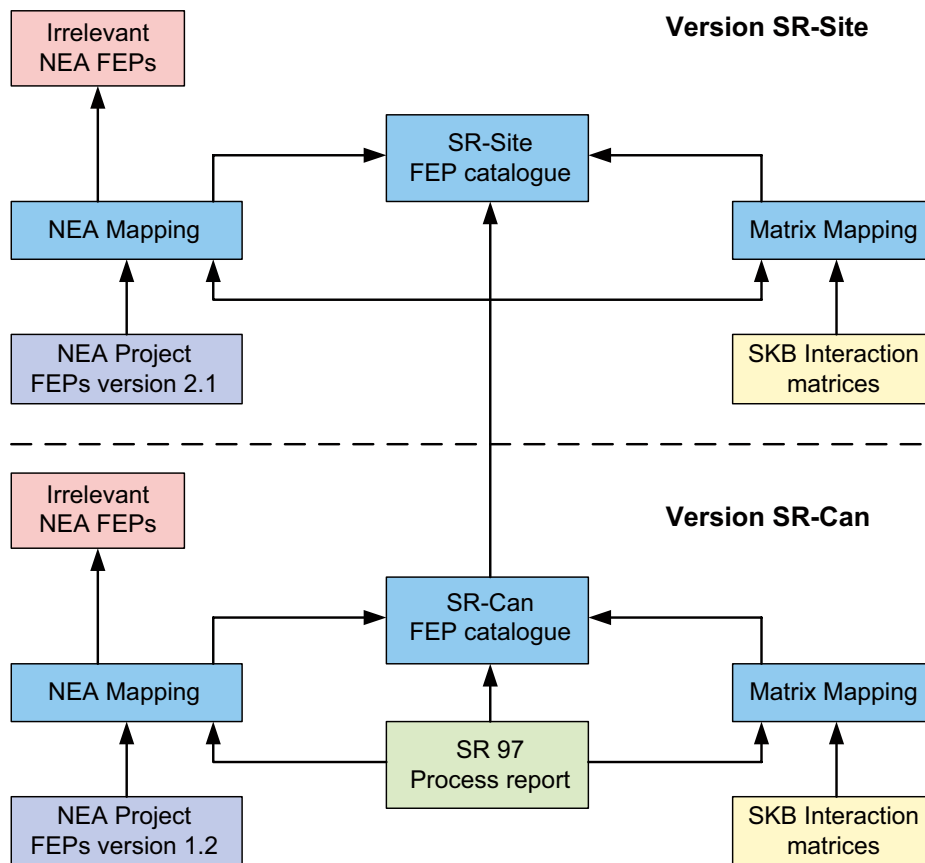 Version SR-Site
Irrelevant
NEA FEPs
SR-Site
FEP catalogue
NEA Mapping
Matrix Mapping
NEA Project
FEPs version 2.1
SKB Interaction
matrices
Version SR-Can
Irrelevant
NEA FEPs
SR-Can
FEP catalogue
NEA Mapping
Matrix Mapping
SR 97
Process report
NEA Project
FEPs version 1.2
SKB Interaction
matrices